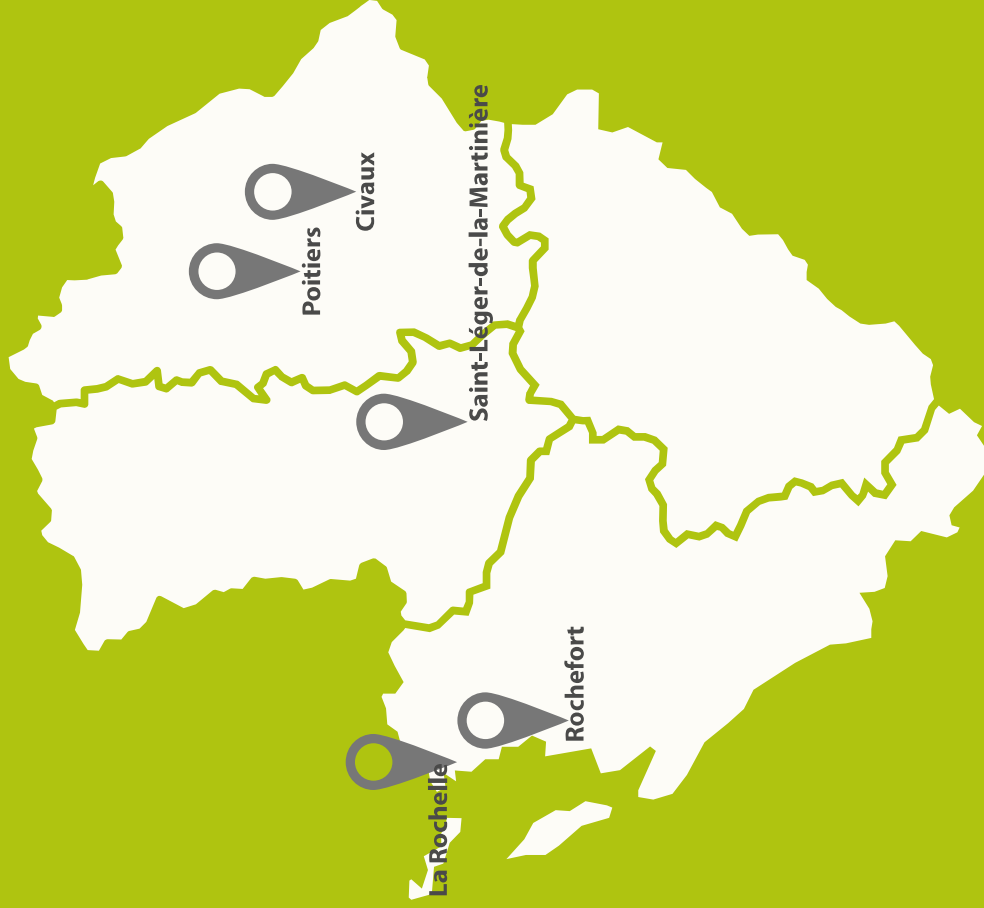 Civaux
Poitiers
Saint-Léger-de-la-Martinière
Rochefort
La Rochelle